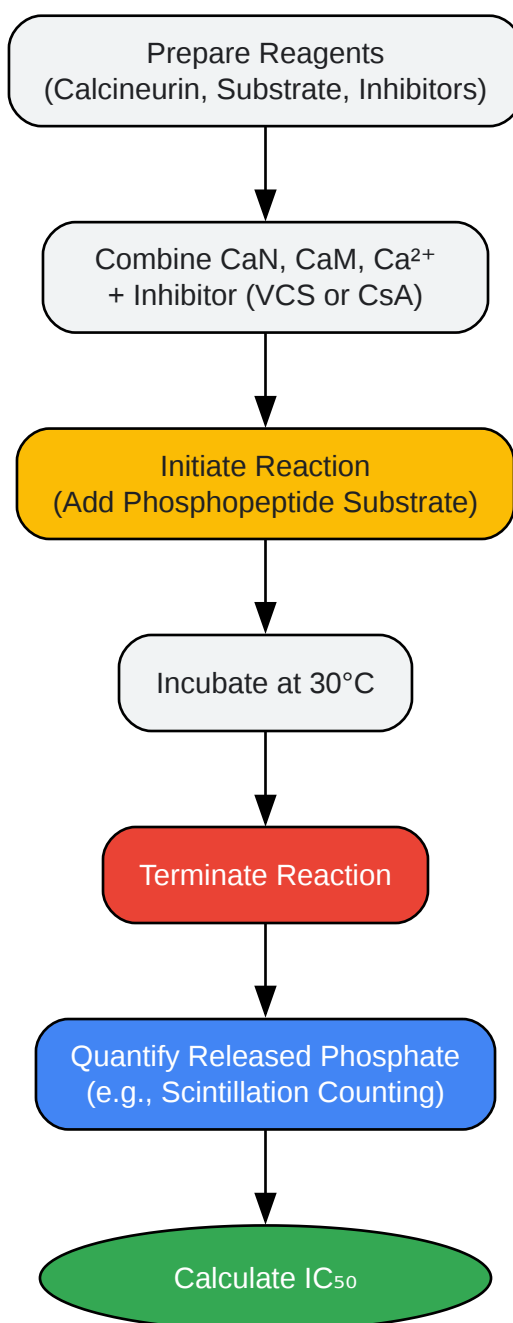 Prepare Reagents
(Calcineurin, Substrate, Inhibitors)
Combine CaN, CaM, Ca²⁺
+ Inhibitor (VCS or CsA)
Initiate Reaction
(Add Phosphopeptide Substrate)
Incubate at 30°C
Terminate Reaction
Quantify Released Phosphate
(e.g., Scintillation Counting)
Calculate IC₅₀